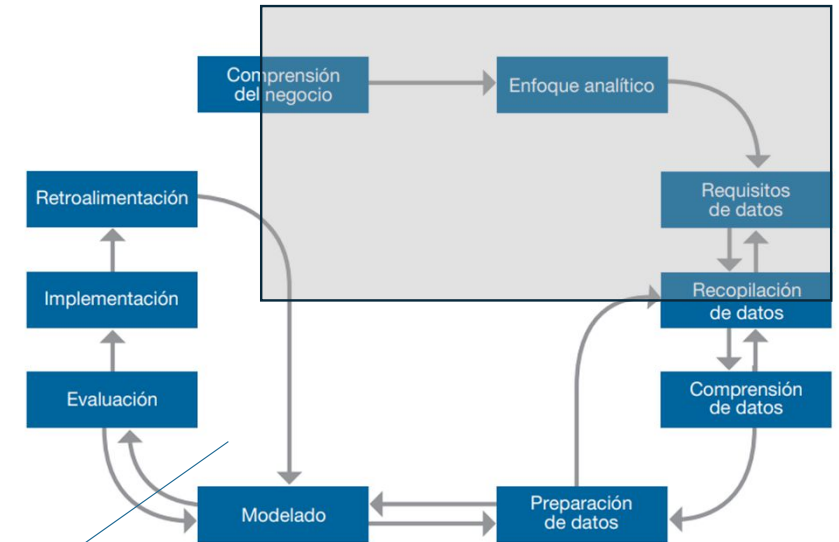 Comprensión
del negocio
Enfoque analítico
Requisitos
de datos
Recopilación
de datos
Comprensión
de datos
Preparación
de datos
Modelado
Evaluación
Implementación
Retroalimentación